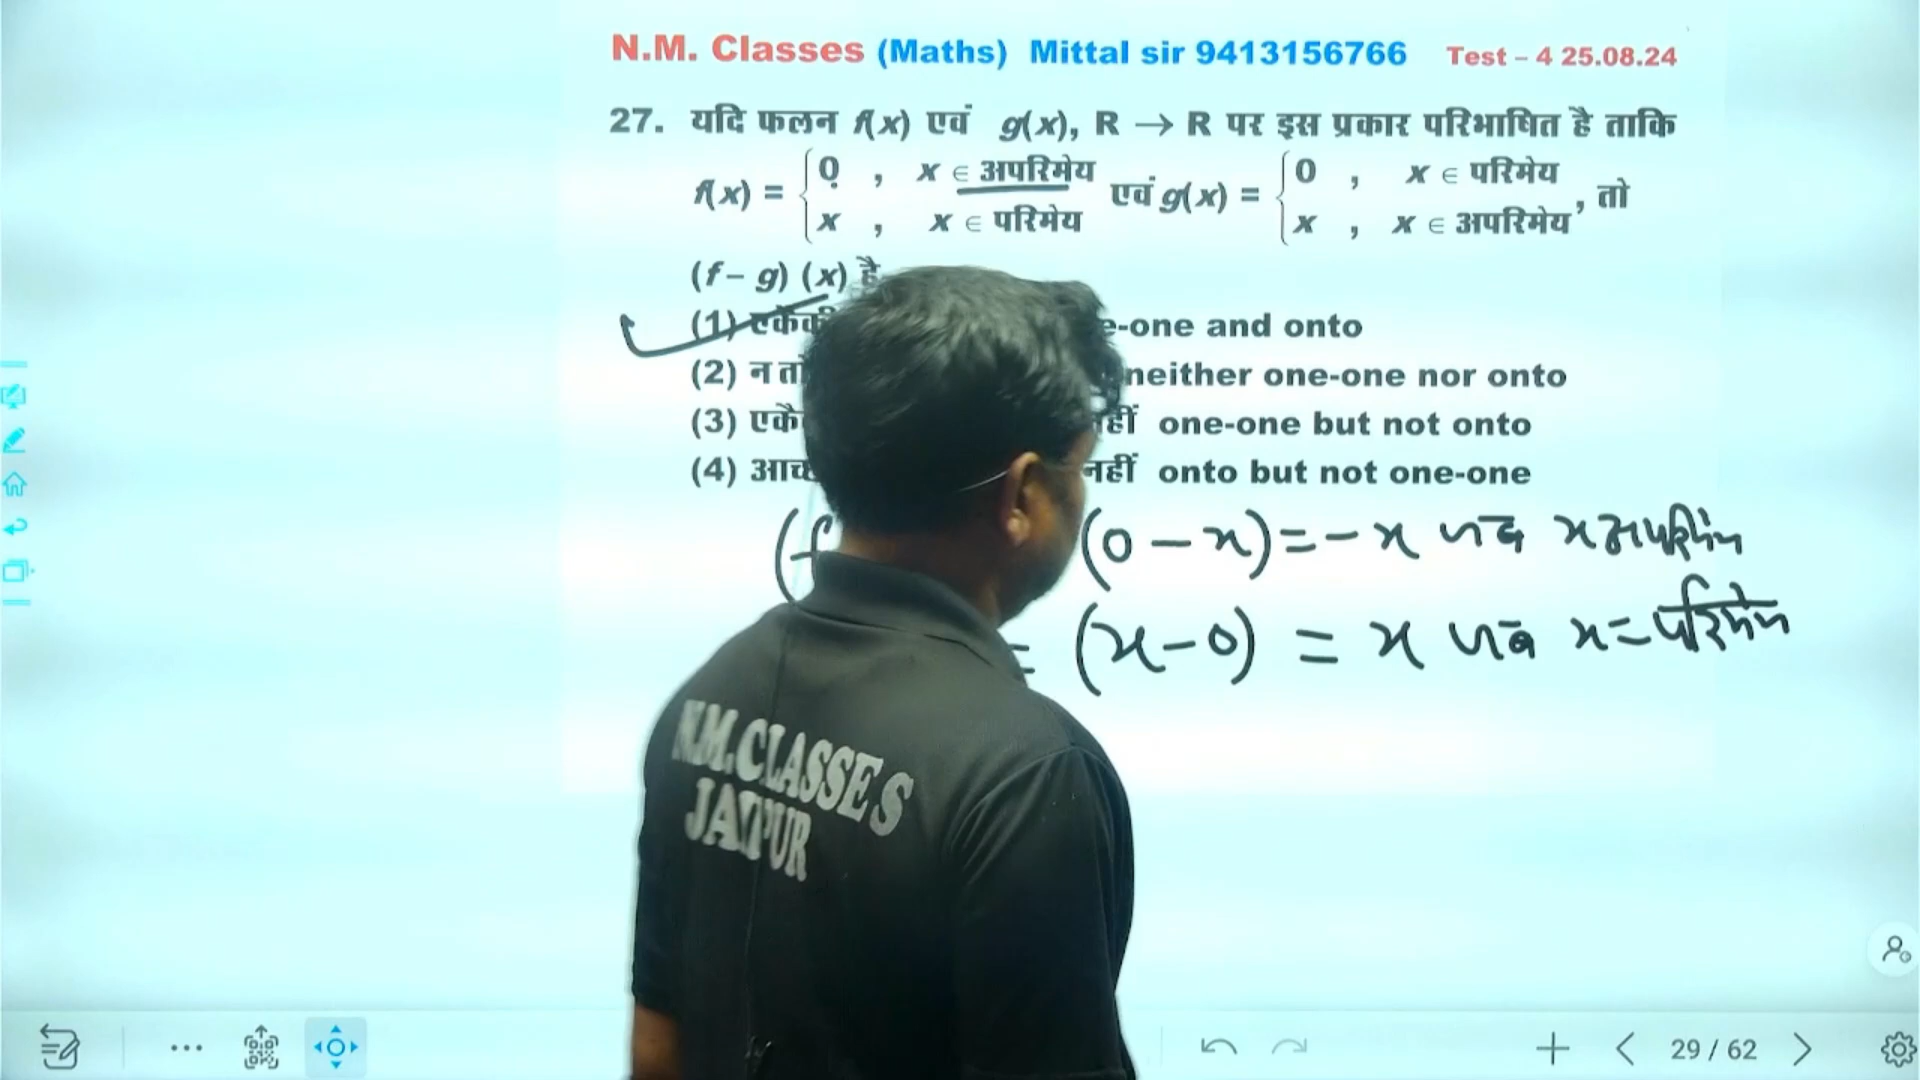 N.M. Classes (Maths) Mittal sir 9413156766 Test – 4 25.08.24
27. यदि फलन f(x) एवं g(x), R → R पर इस प्रकार परिभाषित है ताकि
f(x) = { 0 , x ∈ अपरिमेय
x , x ∈ परिमेय
एवं g(x) = { 0 , x ∈ परिमेय
x , x ∈ अपरिमेय , तो
(f – g) (x) है
(1) one and onto
(2) न neither one-one nor onto
(3) one-one but not onto
(4) नहीं onto but not one-one
(f (0 – x) = – x जब x अपरिमेय
= (x – 0) = x जब x = परिमेय
N.M.CLASSES
JAIPUR
29 / 62